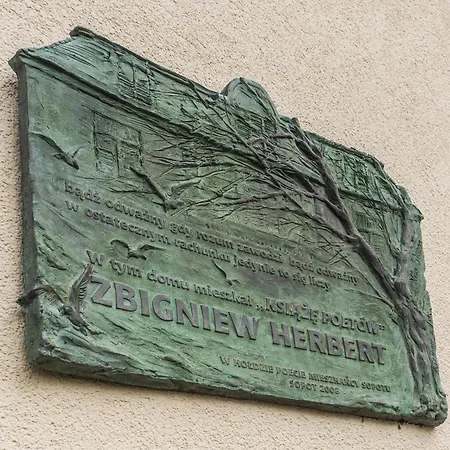 bądź odważny gdy rozum zawodzi bądź odważny
w ostatecznym rachunku jedynie to się liczy
W tym domu mieszkał „KSIĄŻĘ POETÓW”
ZBIGNIEW HERBERT
W HOŁDZIE POECIE MIESZKAŃCY SOPOTU
SOPOT 2008